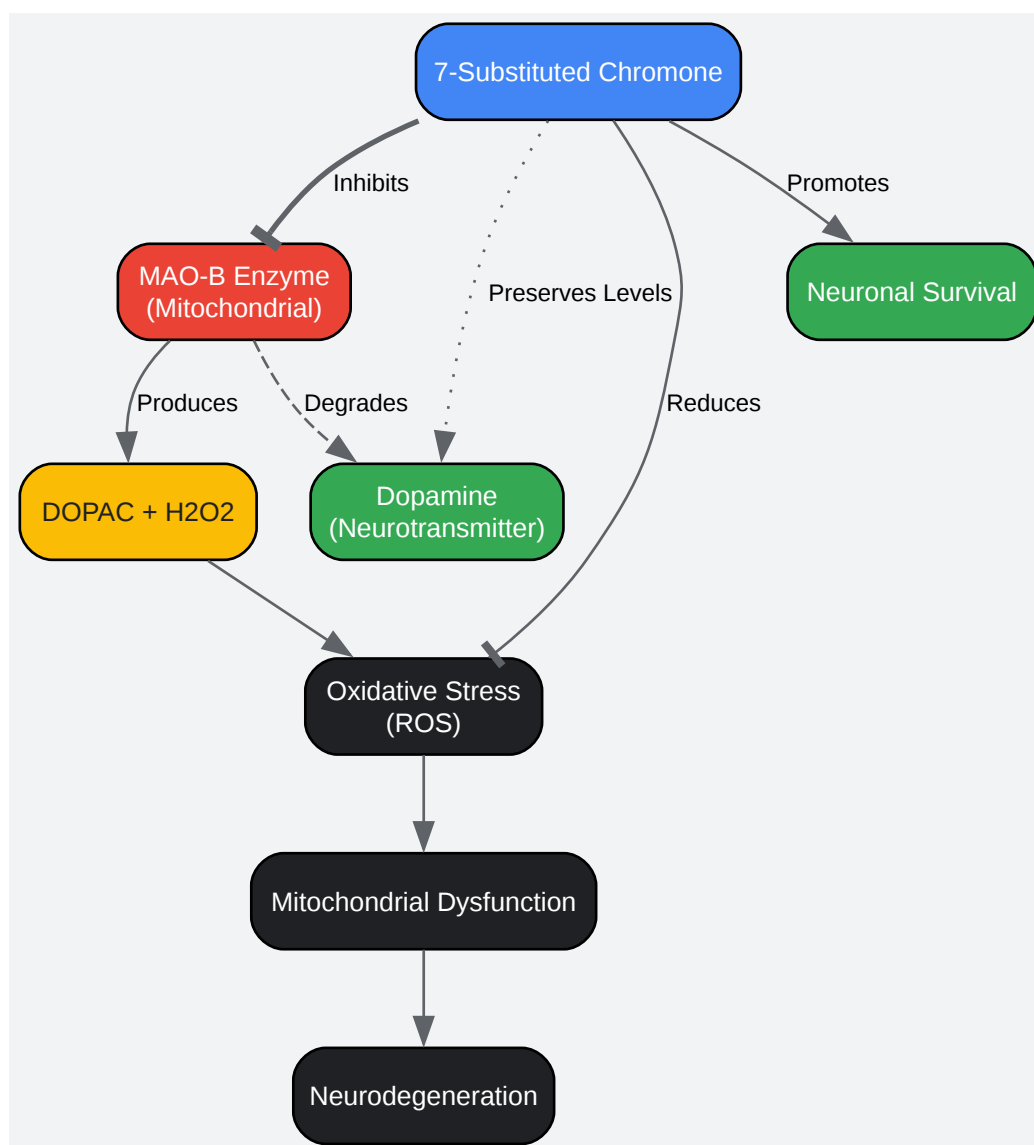 7-Substituted Chromone
Inhibits
Promotes
MAO-B Enzyme
(Mitochondrial)
Preserves Levels
Neuronal Survival
Produces
Degrades
Reduces
DOPAC + H2O2
Dopamine
(Neurotransmitter)
Oxidative Stress
(ROS)
Mitochondrial Dysfunction
Neurodegeneration